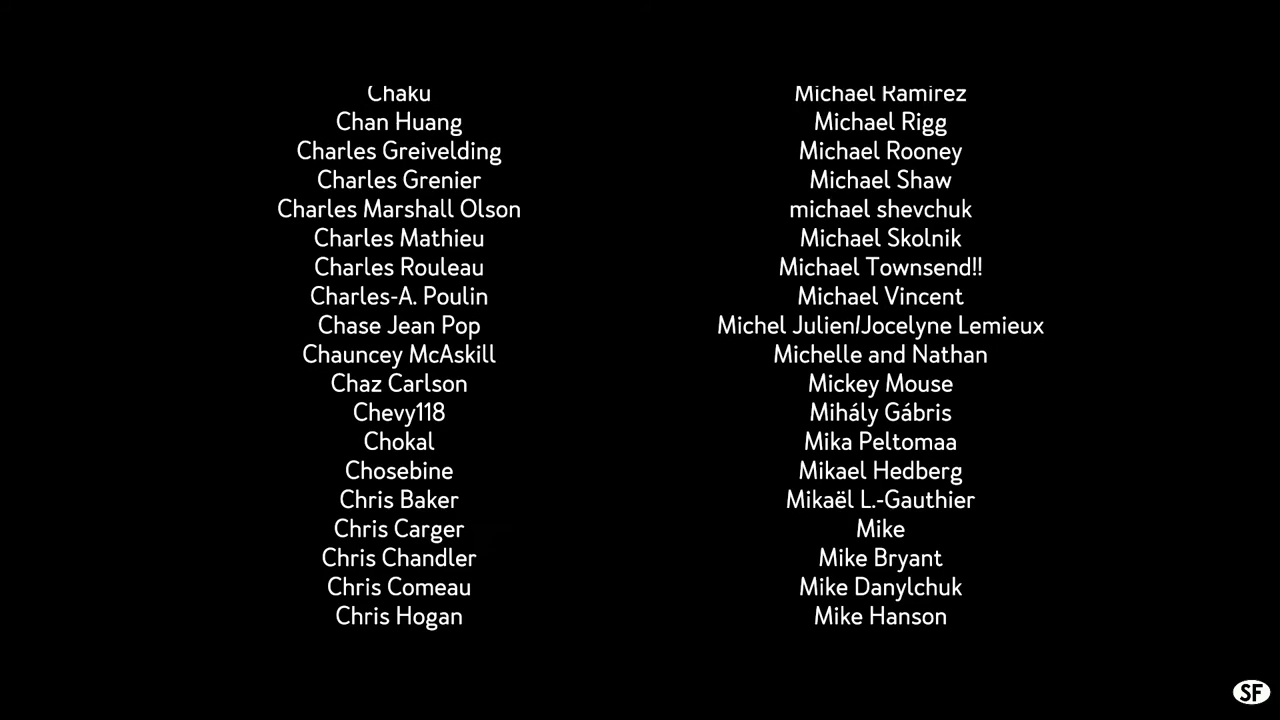 Chaku
Chan Huang
Charles Greivelding
Charles Grenier
Charles Marshall Olson
Charles Mathieu
Charles Rouleau
Charles-A. Poulin
Chase Jean Pop
Chauncey McAskill
Chaz Carlson
Chevy118
Chokal
Chosebine
Chris Baker
Chris Carger
Chris Chandler
Chris Comeau
Chris Hogan
Michael Ramirez
Michael Rigg
Michael Rooney
Michael Shaw
michael shevchuk
Michael Skolnik
Michael Townsend!!
Michael Vincent
Michel Julien/Jocelyne Lemieux
Michelle and Nathan
Mickey Mouse
Mihály Gábris
Mika Peltomaa
Mikael Hedberg
Mikaël L.-Gauthier
Mike
Mike Bryant
Mike Danylchuk
Mike Hanson
SF